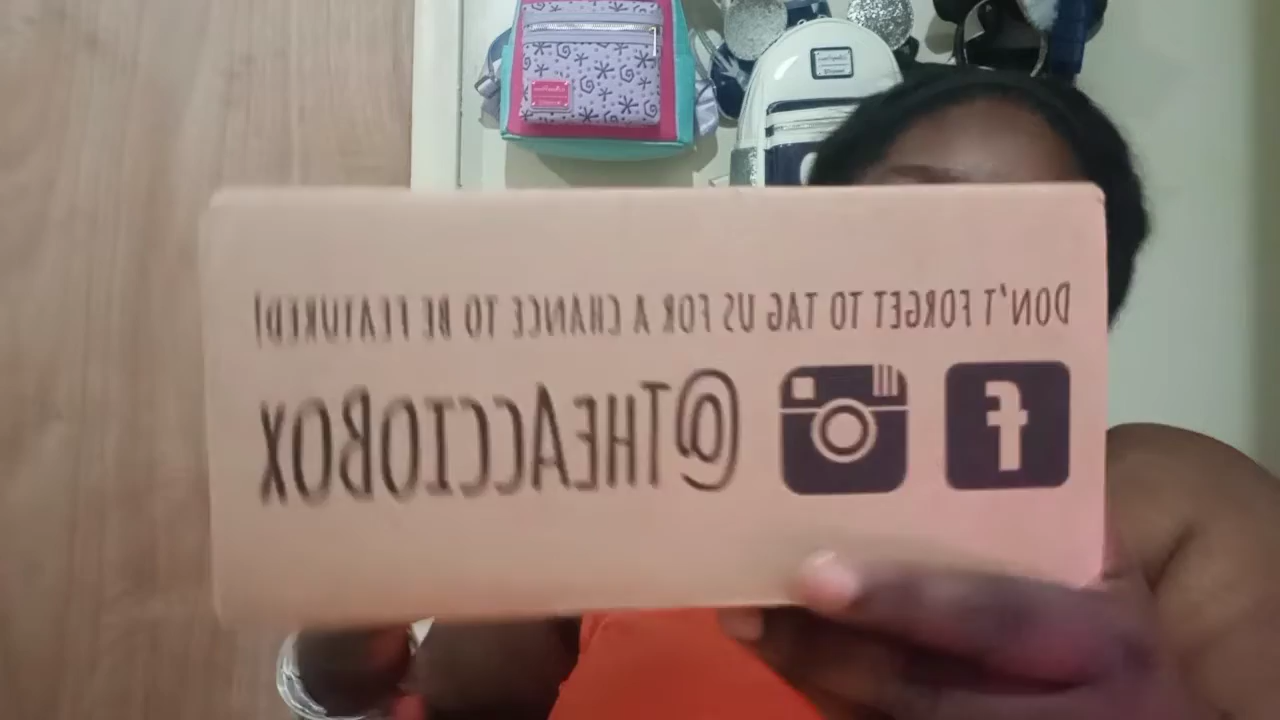 DON'T FORGET TO TAG US FOR A CHANCE TO BE FEATURED!
f @THEACCIOBOX